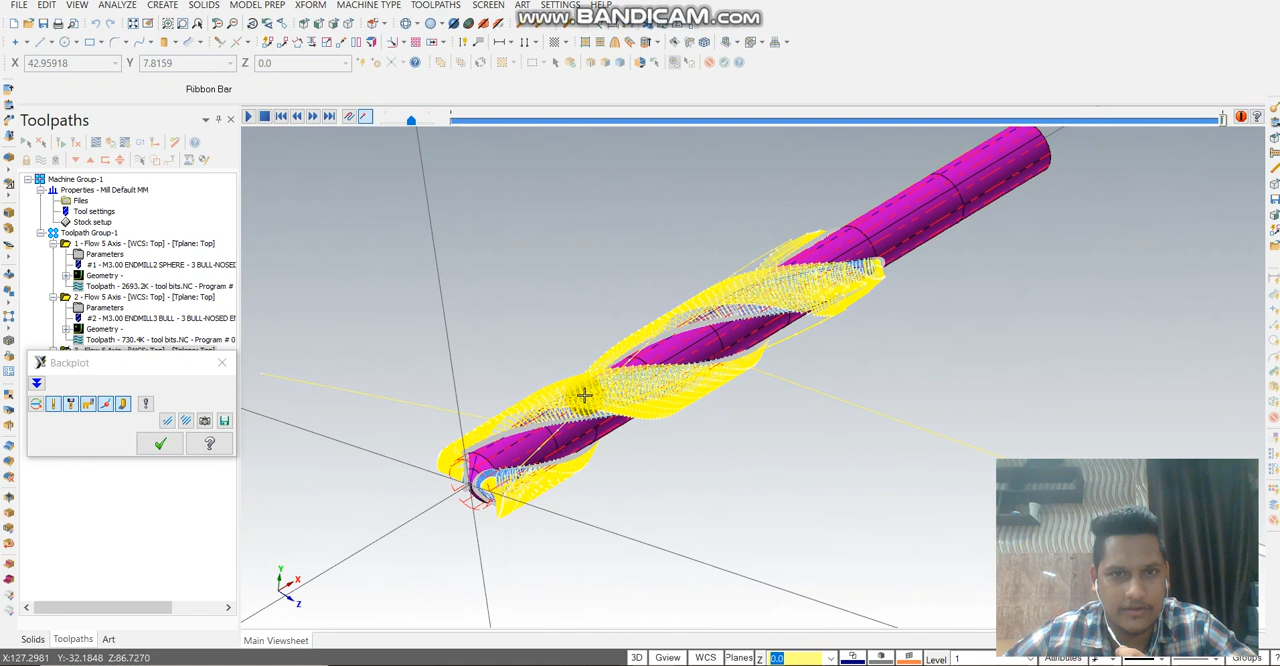 FILE EDIT VIEW ANALYZE CREATE SOLIDS MODEL PREP XFORM MACHINE TYPE TOOLPATHS SCREEN ART SETTINGS
www.BANDICAM.com
X 42.95918 Y 7.8159 Z 0.0
Ribbon Bar
Toolpaths
Machine Group-1
Properties - Mill Default MM
Files
Tool settings
Stock setup
Toolpath Group-1
1 - Flow 5 Axis - [WCS: Top] - [Tplane: Top]
Parameters
#1 - M3.00 ENDMILL2 SPHERE - 3 BULL-NOSED
Geometry -
Toolpath - 2693.2K - tool bits.NC - Program #
2 - Flow 5 Axis - [WCS: Top] - [Tplane: Top]
Parameters
#2 - M3.00 ENDMILL3 BULL - 3 BULL-NOSED E
Geometry -
Toolpath - 730.4K - tool bits.NC - Program # 0
Backplot
Y
X
Z
Solids Toolpaths Art
Main Viewsheet
X:127.2981 Y:-32.1848 Z:86.7270
3D Gview WCS Planes Z 0.0 Level 1 Attributes Groups